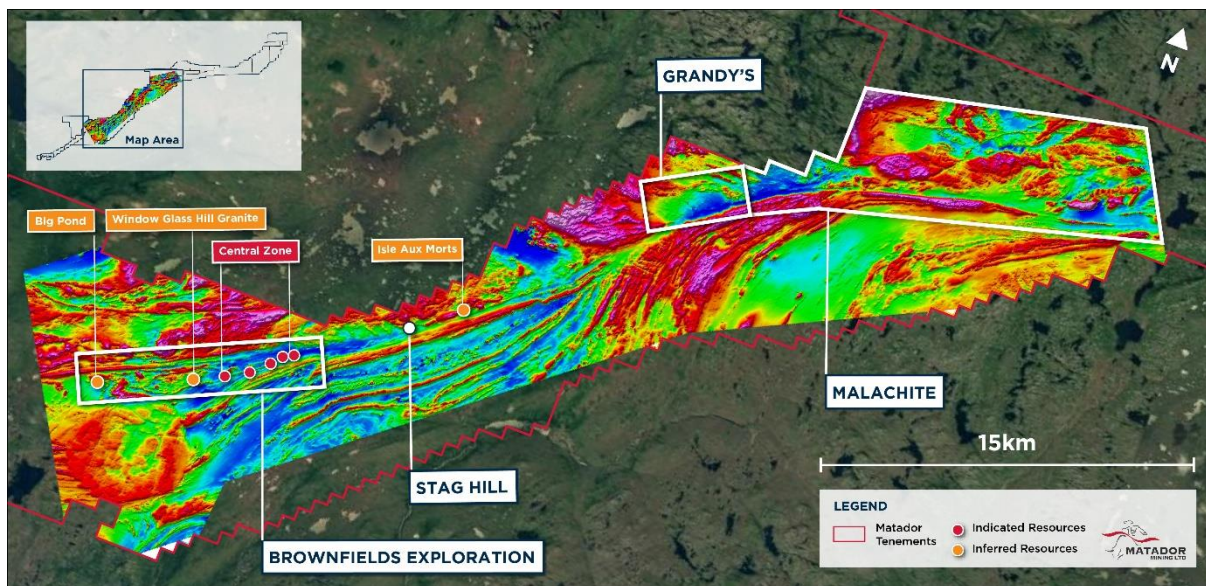 Map Area
N
GRANDY'S
Big Pond
Window Glass Hill Granite
Central Zone
Isle Aux Morts
MALACHITE
STAG HILL
BROWNFIELDS EXPLORATION
15km
LEGEND
Matador
Tenements
Indicated Resources
Inferred Resources
MATADOR
MINING LTD